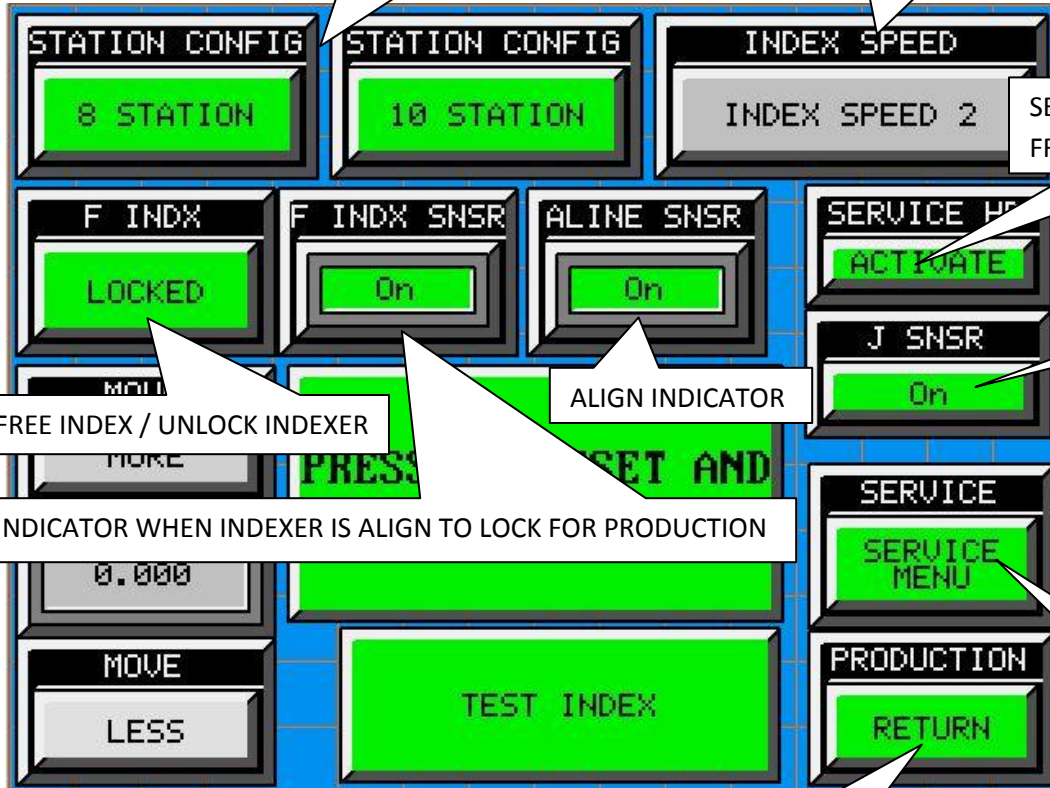 STATION CONFIG
8 STATION
STATION CONFIG
10 STATION
INDEX SPEED
INDEX SPEED 2
F INDX
LOCKED
F INDX SNSR
On
ALINE SNSR
On
SERVICE
ACTIVATE
J SNSR
On
ALIGN INDICATOR
FREE INDEX / UNLOCK INDEXER
MORE
AND
INDICATOR WHEN INDEXER IS ALIGN TO LOCK FOR PRODUCTION
0.000
SERVICE
SERVICE
MENU
MOVE
LESS
TEST INDEX
PRODUCTION
RETURN